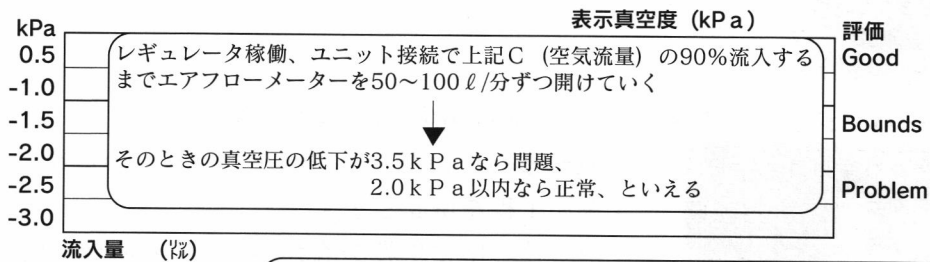 表示真空度 (kPa)
kPa 評価
0.5 Good
-1.0
-1.5 Bounds
-2.0
-2.5 Problem
-3.0
レギュレータ稼働、ユニット接続で上記C (空気流量) の90%流入する
までエアフローメーターを50～100ℓ/分ずつ開けていく
そのときの真空圧の低下が3.5kPaなら問題、
2.0kPa以内なら正常、といえる
流入量 (リットル)